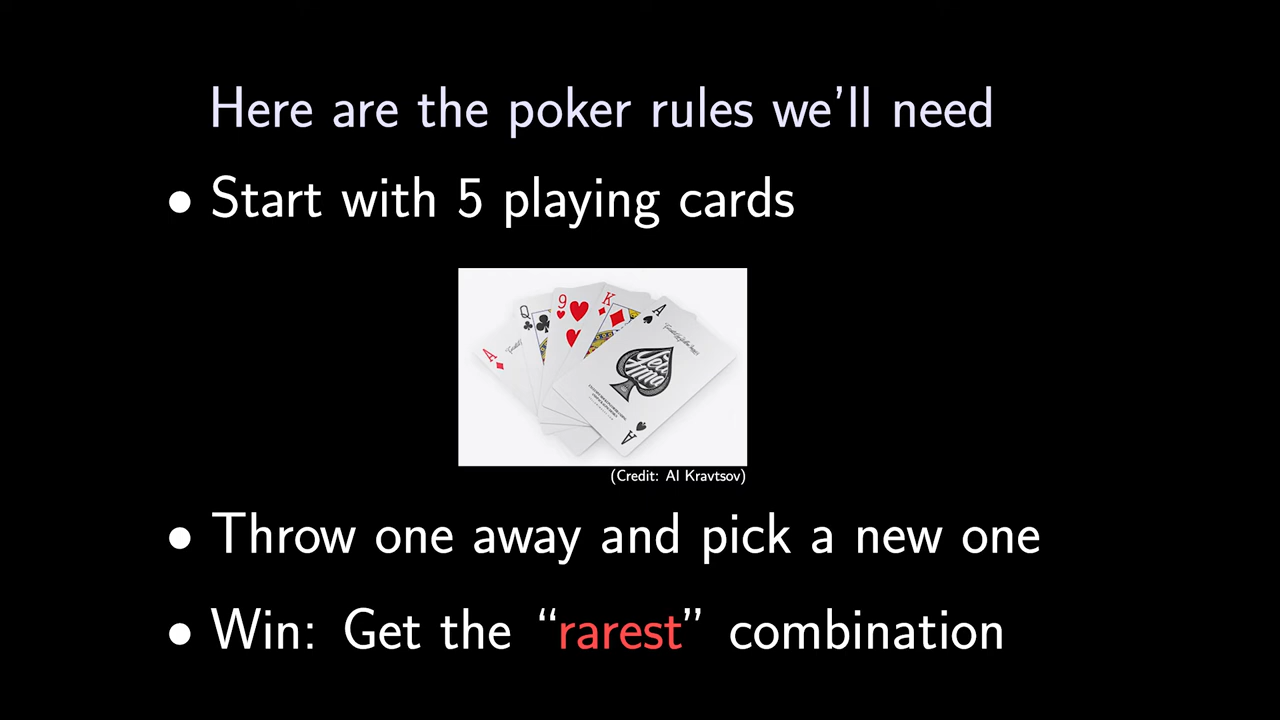 Here are the poker rules we'll need
• Start with 5 playing cards
A
Q
9
K
A
A
(Credit: Al Kravtsov)
• Throw one away and pick a new one
• Win: Get the “rarest” combination